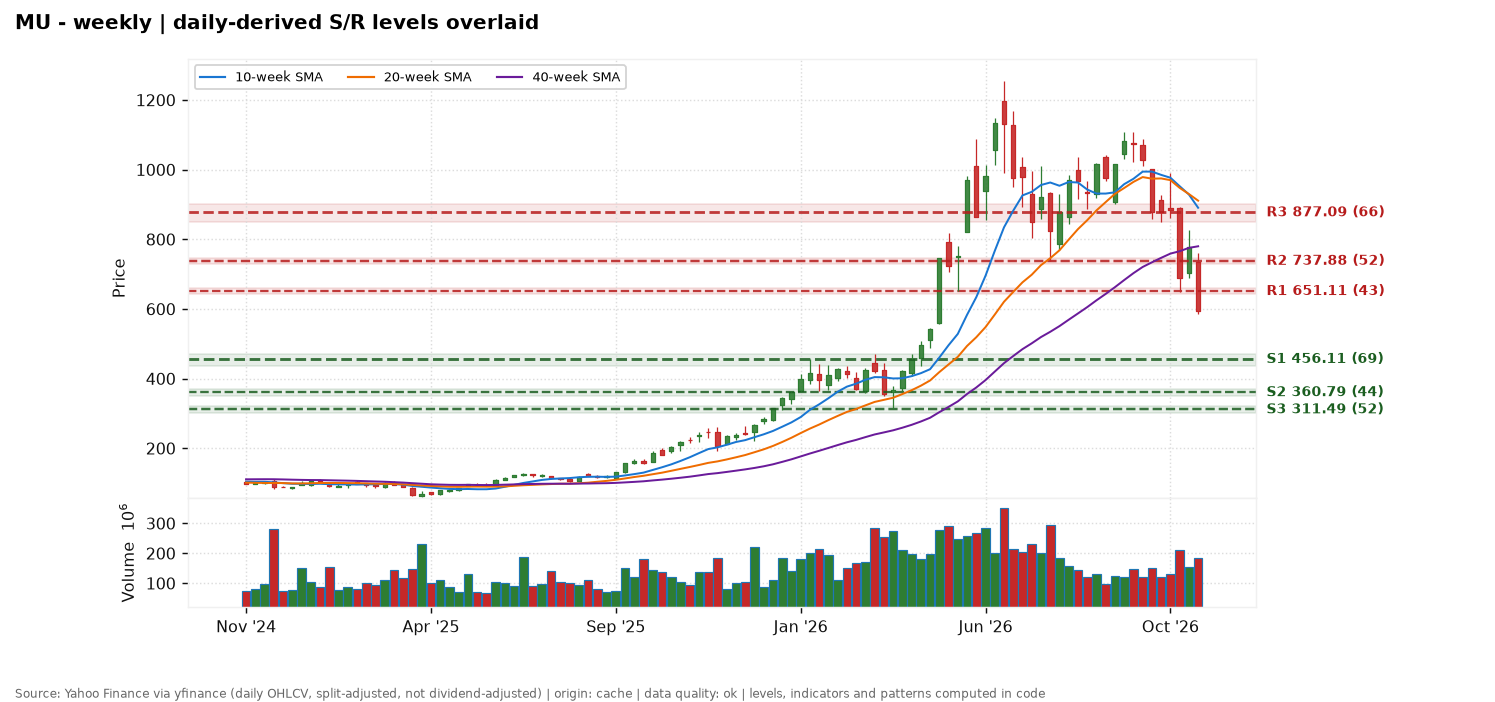 MU - weekly | daily-derived S/R levels overlaid
10-week SMA
20-week SMA
40-week SMA
Price
1200
1000
800
600
400
200
R3 877.09 (66)
R2 737.88 (52)
R1 651.11 (43)
S1 456.11 (69)
S2 360.79 (44)
S3 311.49 (52)
Volume 10⁶
300
200
100
Nov '24
Apr '25
Sep '25
Jan '26
Jun '26
Oct '26
Source: Yahoo Finance via yfinance (daily OHLCV, split-adjusted, not dividend-adjusted) | origin: cache | data quality: ok | levels, indicators and patterns computed in code